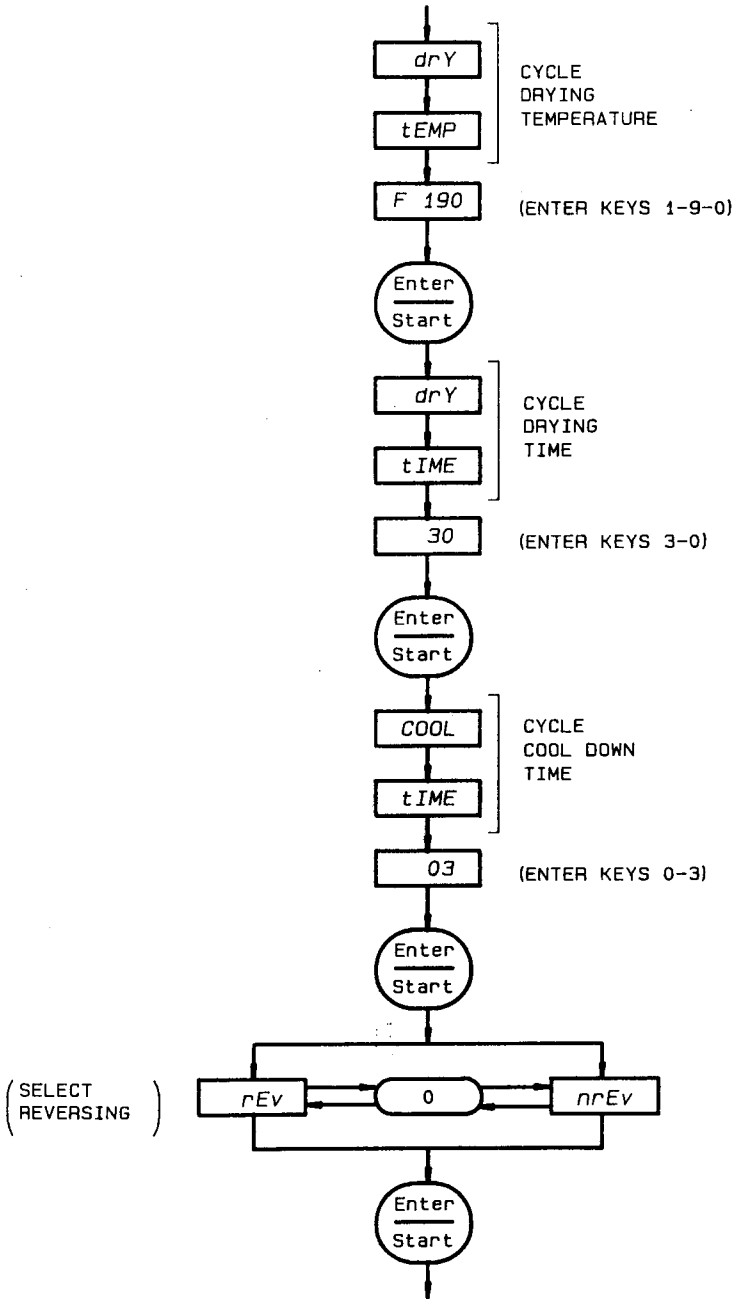 drY
CYCLE
DRYING
TEMPERATURE
tEMP
F 190
(ENTER KEYS 1-9-0)
Enter
Start
drY
CYCLE
DRYING
TIME
tIME
30
(ENTER KEYS 3-0)
Enter
Start
COOL
CYCLE
COOL DOWN
TIME
tIME
03
(ENTER KEYS 0-3)
Enter
Start
(SELECT
REVERSING)
rEv
0
nrEv
Enter
Start